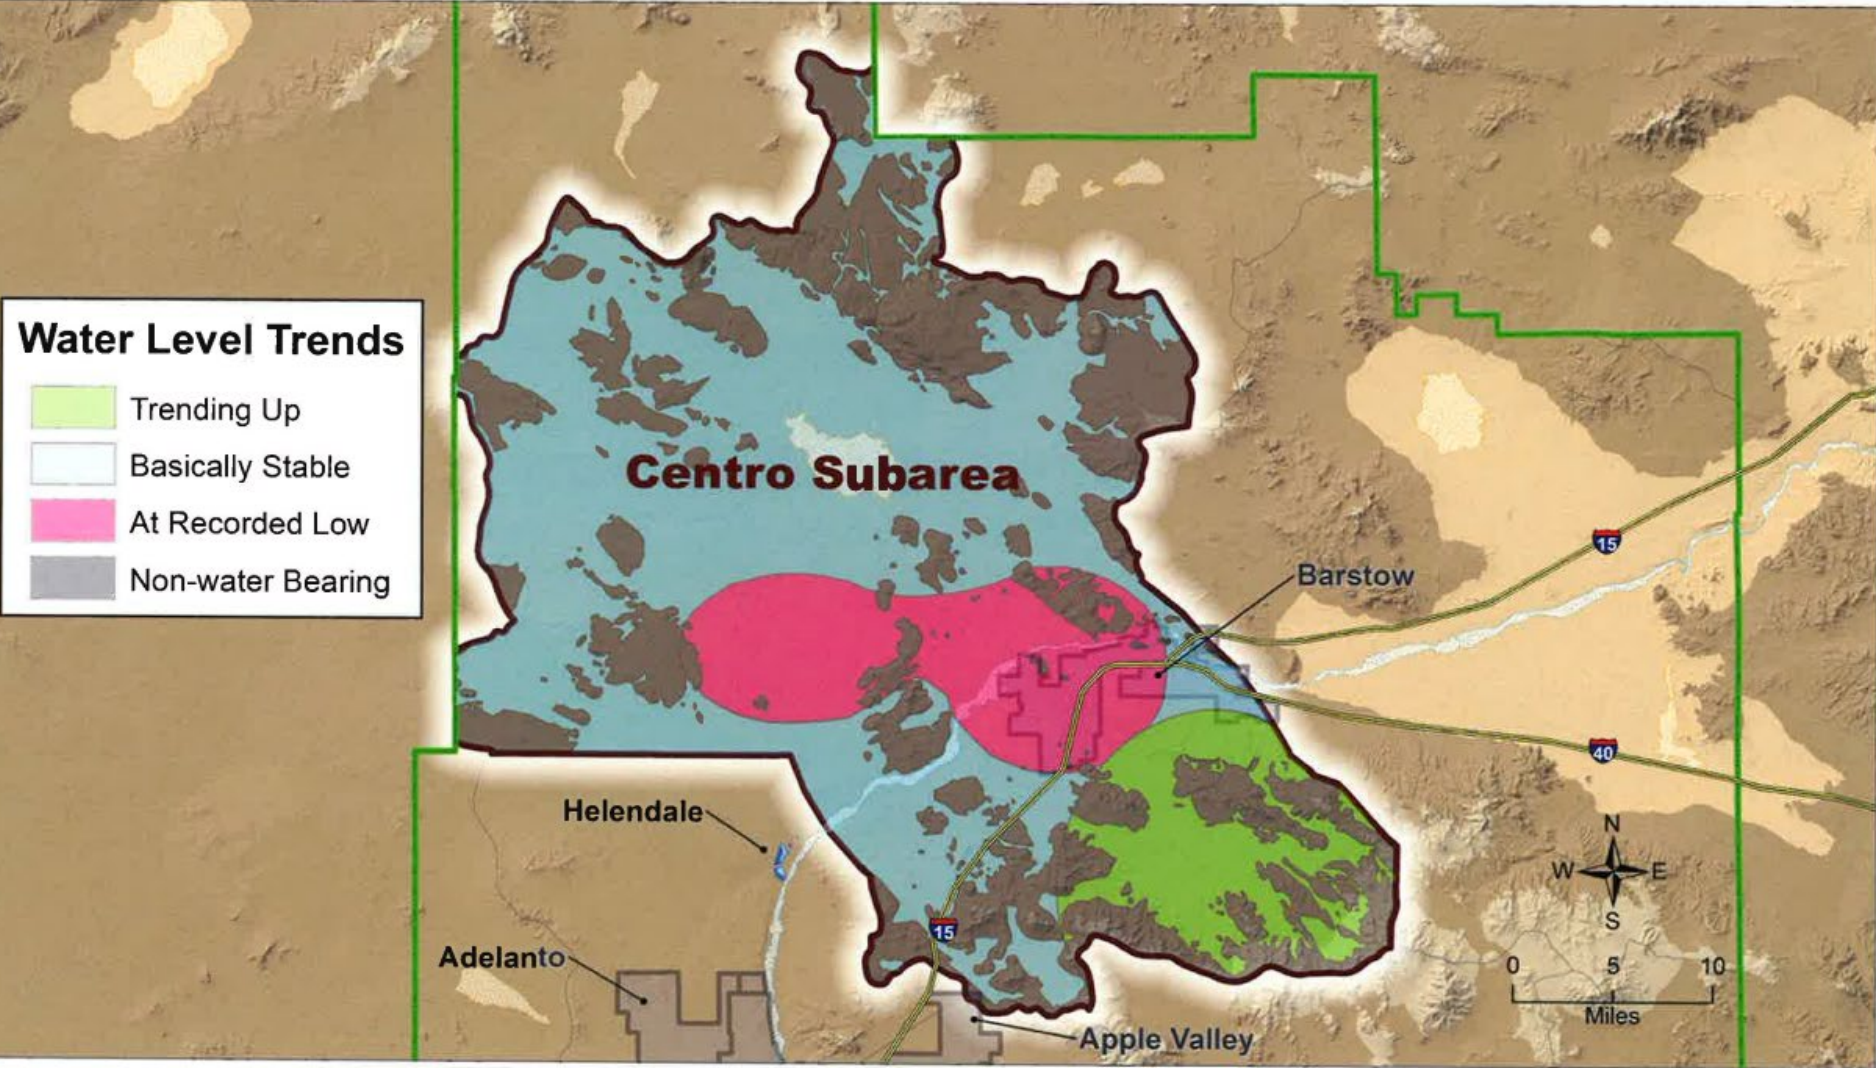 Water Level Trends
Trending Up
Basically Stable
At Recorded Low
Non-water Bearing
Centro Subarea
15
Barstow
40
Helendale
15
Adelanto
Apple Valley
N
W E
S
0 5 10
Miles